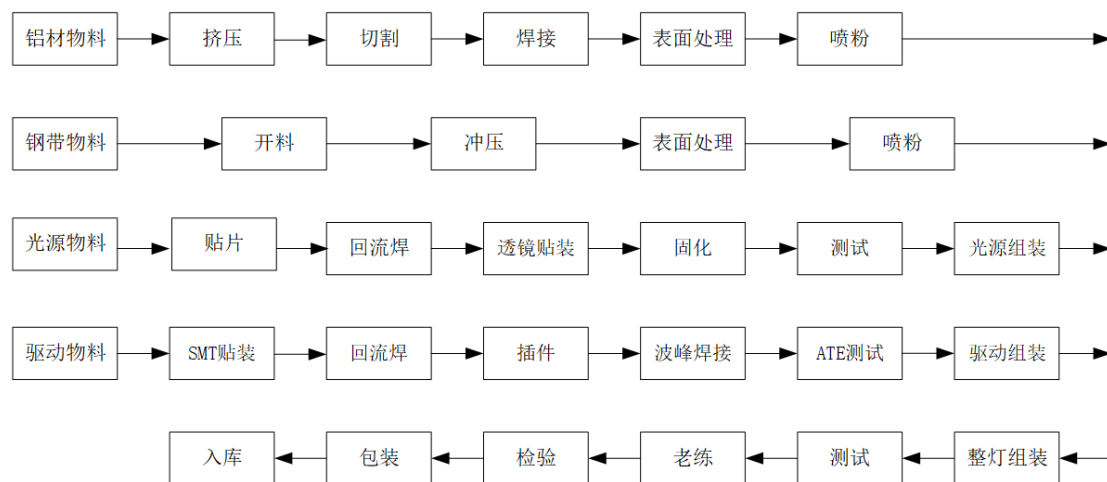 铝材物料
挤压
切割
焊接
表面处理
喷粉
钢带物料
开料
冲压
表面处理
喷粉
光源物料
贴片
回流焊
透镜贴装
固化
测试
光源组装
驱动物料
SMT贴装
回流焊
插件
波峰焊接
ATE测试
驱动组装
入库
包装
检验
老练
测试
整灯组装